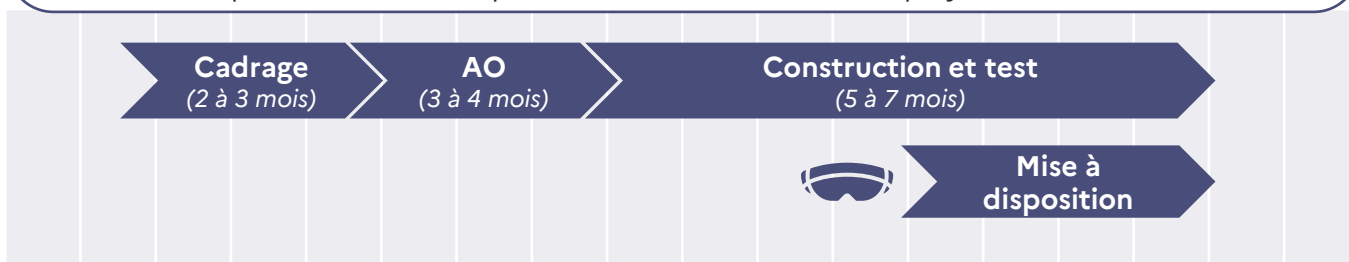 Cadrage
(2 à 3 mois)
AO
(3 à 4 mois)
Construction et test
(5 à 7 mois)
Mise à
disposition